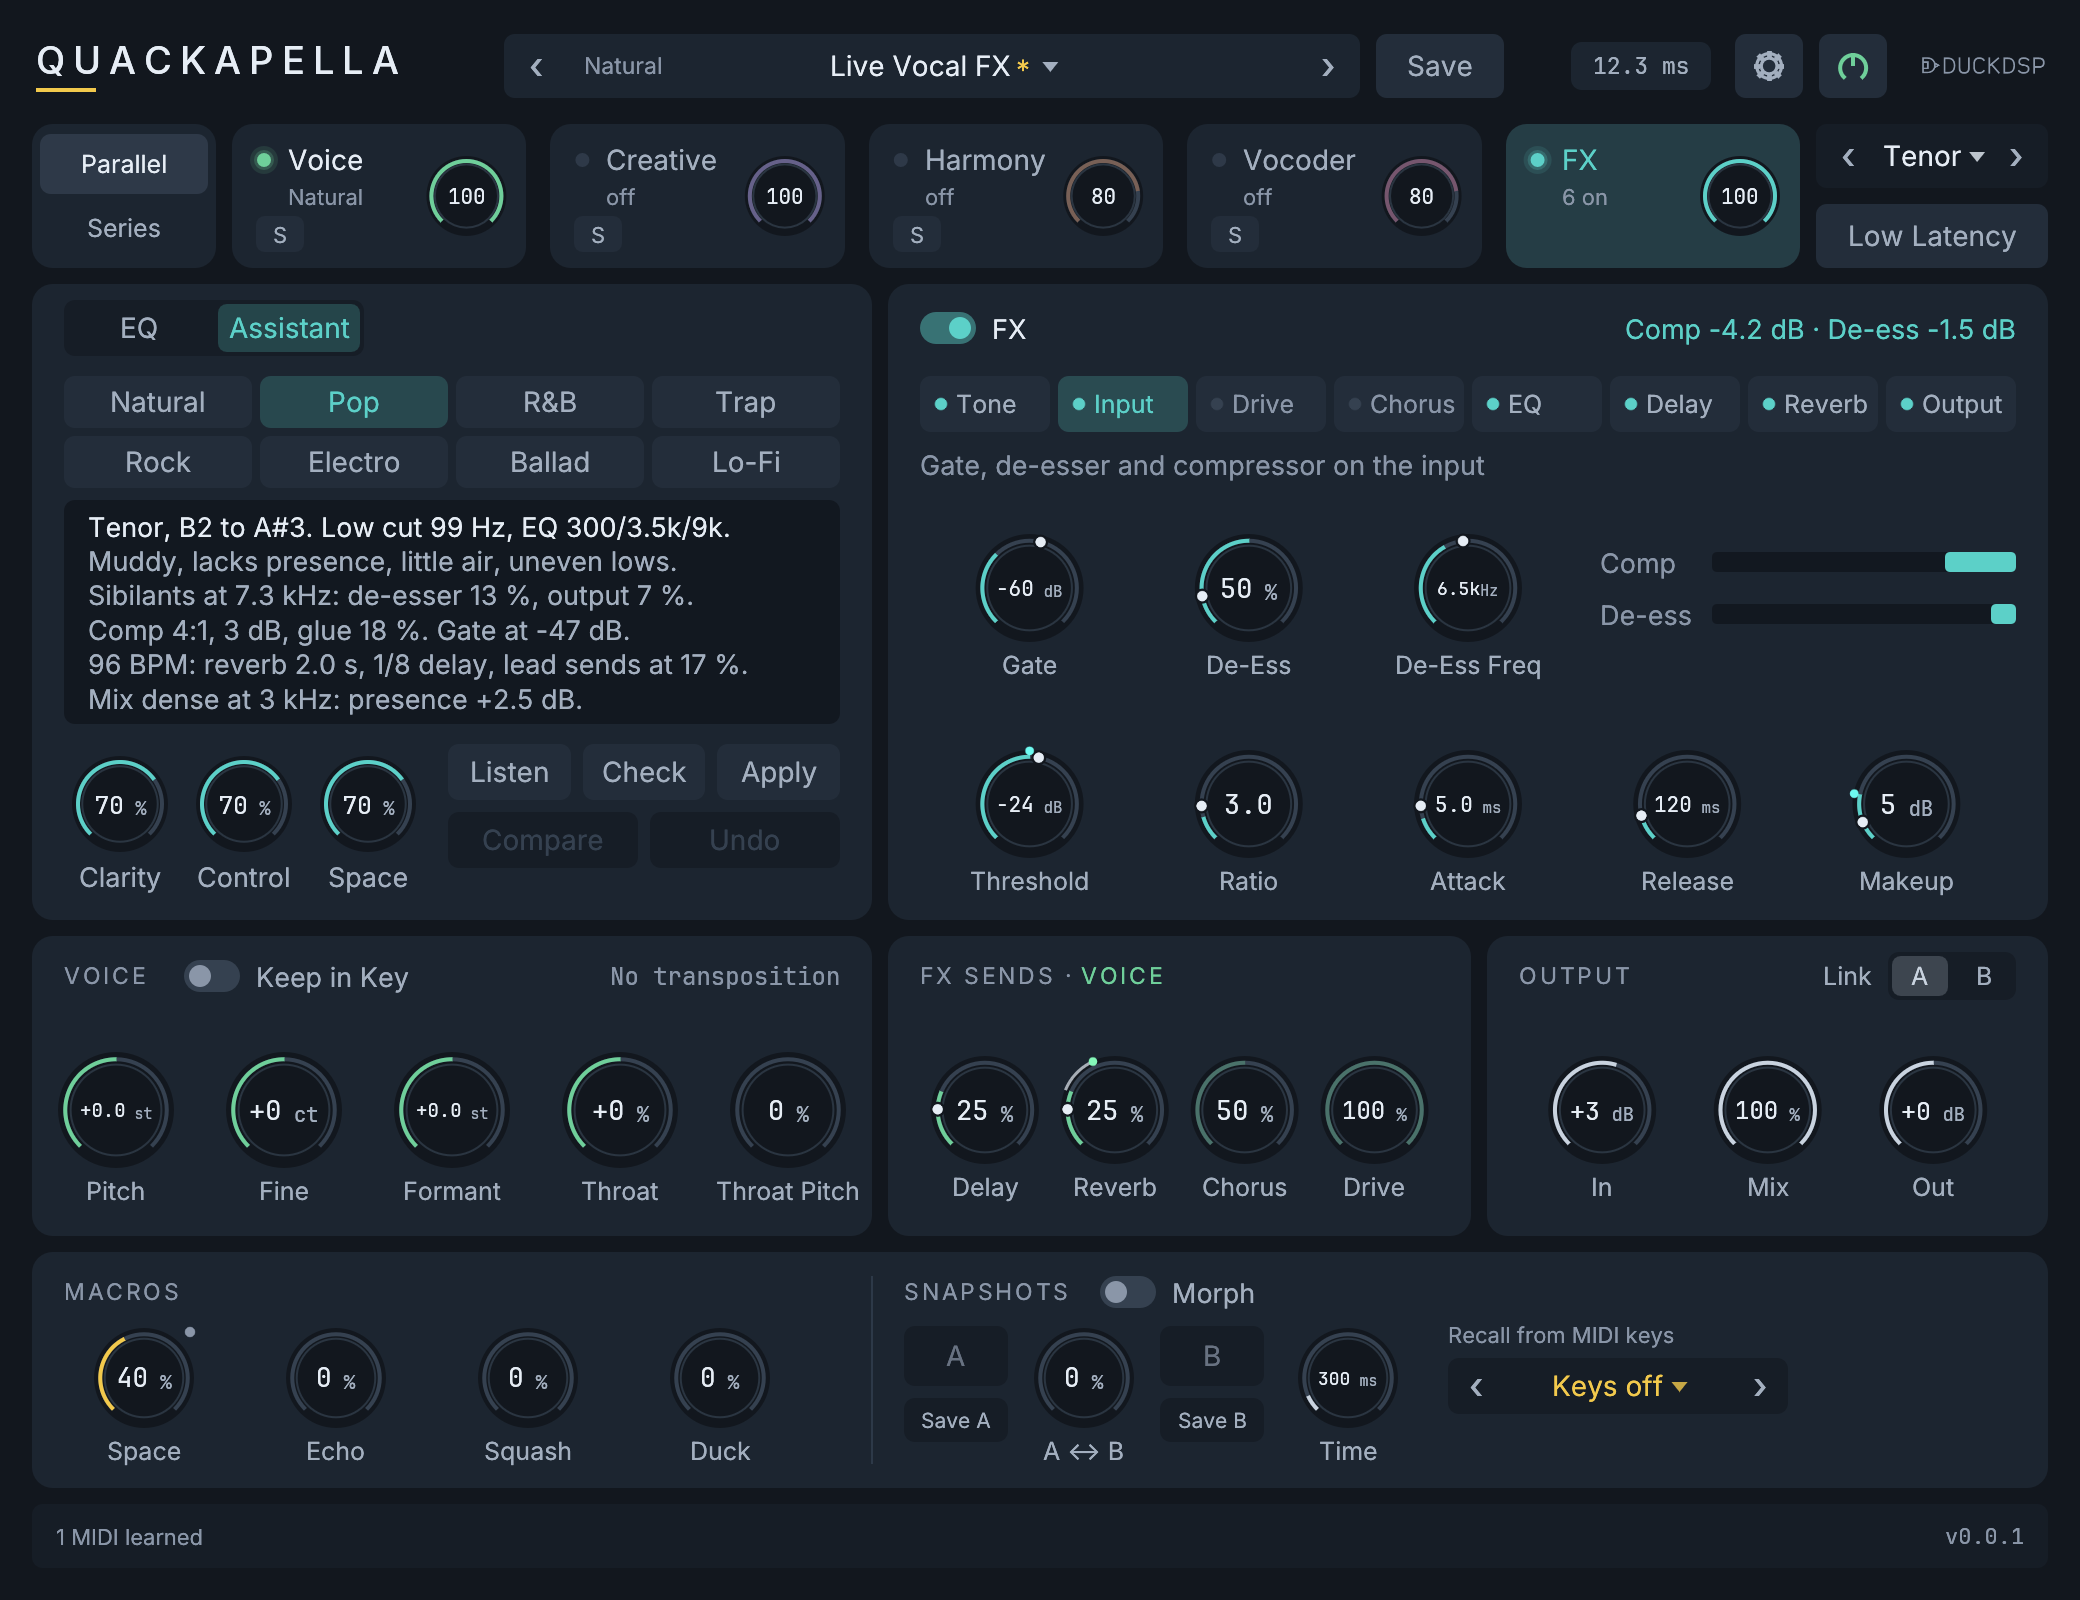 QUACKAPELLA
‹ Natural Live Vocal FX* ›
Save
12.3 ms
DUCKDSP
Parallel
Series
Voice
Natural
S
100
Creative
off
S
100
Harmony
off
S
80
Vocoder
off
S
80
FX
6 on
100
‹ Tenor ›
Low Latency
EQ Assistant
Natural Pop R&B Trap
Rock Electro Ballad Lo-Fi
Tenor, B2 to A#3. Low cut 99 Hz, EQ 300/3.5k/9k.
Muddy, lacks presence, little air, uneven lows.
Sibilants at 7.3 kHz: de-esser 13 %, output 7 %.
Comp 4:1, 3 dB, glue 18 %. Gate at -47 dB.
96 BPM: reverb 2.0 s, 1/8 delay, lead sends at 17 %.
Mix dense at 3 kHz: presence +2.5 dB.
70 % 70 % 70 %
Clarity Control Space
Listen Check Apply
Compare Undo
FX
Comp -4.2 dB · De-ess -1.5 dB
Tone Input Drive Chorus EQ Delay Reverb Output
Gate, de-esser and compressor on the input
-60 dB 50 % 6.5kHz
Gate De-Ess De-Ess Freq
Comp
De-ess
-24 dB 3.0 5.0 ms 120 ms 5 dB
Threshold Ratio Attack Release Makeup
VOICE Keep in Key No transposition
+0.0 st +0 ct +0.0 st +0 % 0 %
Pitch Fine Formant Throat Throat Pitch
FX SENDS · VOICE
25 % 25 % 50 % 100 %
Delay Reverb Chorus Drive
OUTPUT Link A B
+3 dB 100 % +0 dB
In Mix Out
MACROS
40 % 0 % 0 % 0 %
Space Echo Squash Duck
SNAPSHOTS Morph
A 0 % B 300 ms
Save A Save B
A ↔ B Time
Recall from MIDI keys
‹ Keys off ›
1 MIDI learned
v0.0.1